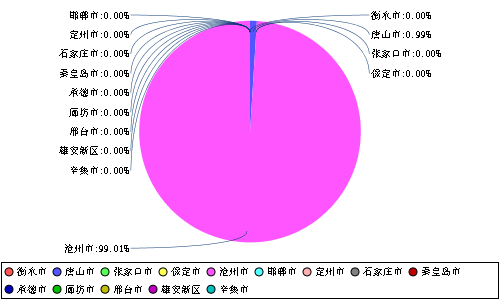 邯郸市:0.00%
衡水市:0.00%
定州市:0.00%
唐山市:0.99%
石家庄市:0.00%
张家口市:0.00%
秦皇岛市:0.00%
保定市:0.00%
承德市:0.00%
廊坊市:0.00%
邢台市:0.00%
雄安新区:0.00%
辛集市:0.00%
沧州市:99.01%
衡水市 唐山市 张家口市 保定市 沧州市 邯郸市 定州市 石家庄市 秦皇岛市
承德市 廊坊市 邢台市 雄安新区 辛集市